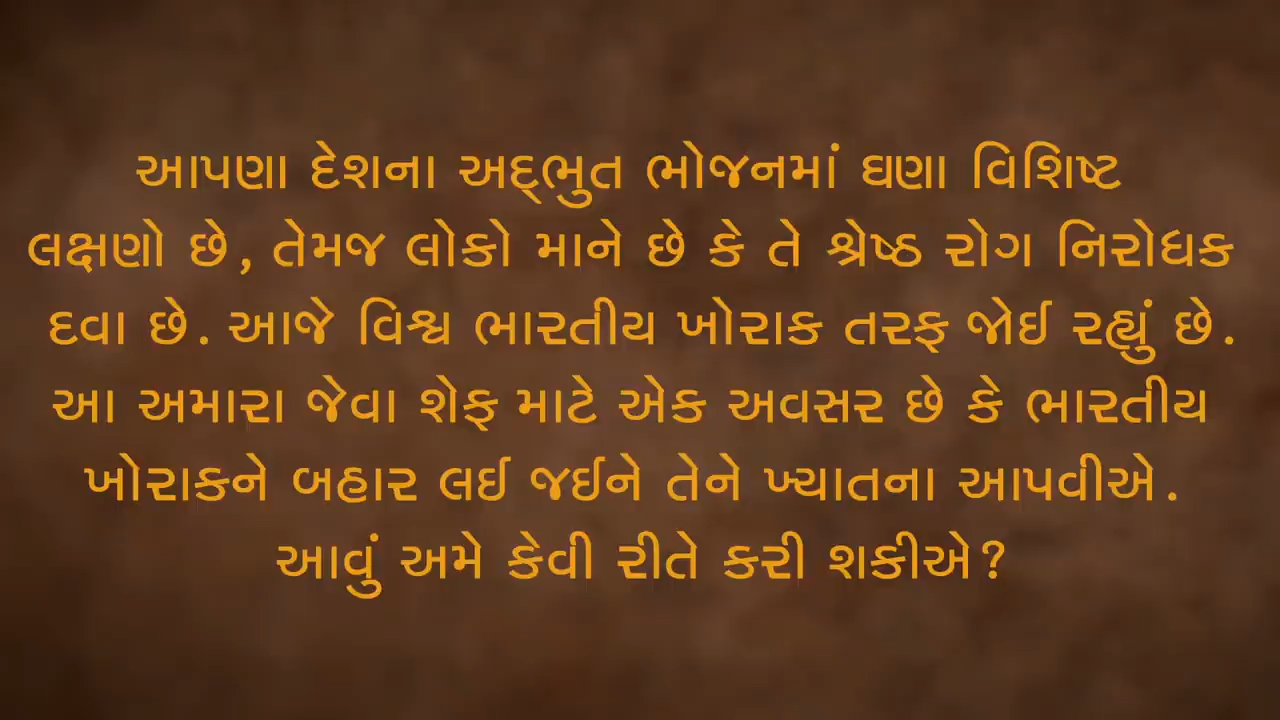 આપણા દેશના અદ્ભુત ભોજનમાં ઘણા વિશિષ્ટ
લક્ષણો છે, તેમજ લોકો માને છે કે તે શ્રેષ્ઠ રોગ નિરોધક
દવા છે. આજે વિશ્વ ભારતીય ખોરાક તરફ જોઈ રહ્યું છે.
આ અમારા જેવા શેફ માટે એક અવસર છે કે ભારતીય
ખોરાકને બહાર લઈ જઈને તેને ખ્યાતના આપવીએ.
આવું અમે કેવી રીતે કરી શકીએ?